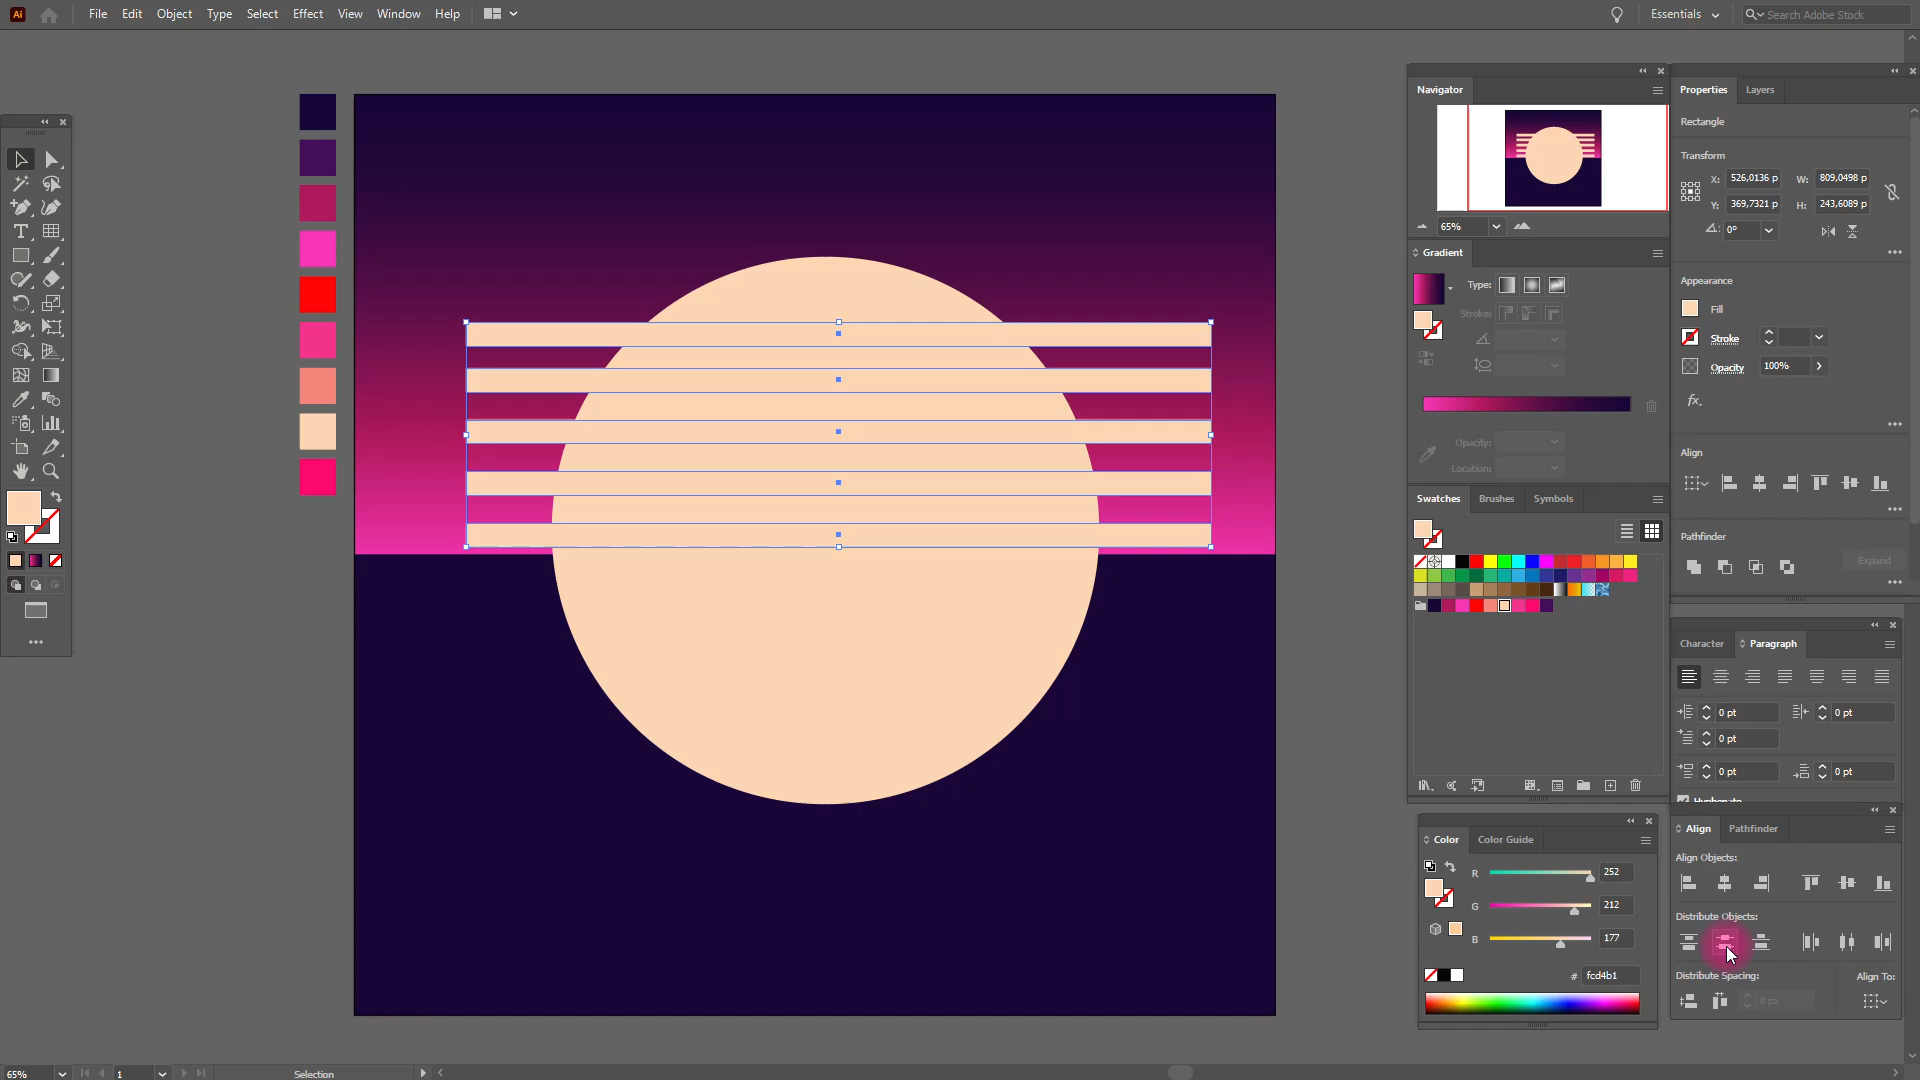 Ai File Edit Object Type Select Effect View Window Help Essentials Search Adobe Stock
Navigator
65%
Gradient
Type:
Stroke:
Opacity:
Location:
Swatches Brushes Symbols
Color Color Guide
R 252
G 212
B 177
# fcd4b1
Properties Layers
Rectangle
Transform
X: 526,0136 p W: 809,0498 p
Y: 369,7321 p H: 243,6089 p
0°
Appearance
Fill
Stroke
Opacity 100%
fx.
Align
Pathfinder
Expand
Character Paragraph
0 pt 0 pt
0 pt
0 pt 0 pt
Hyphenate
Align Pathfinder
Align Objects:
Distribute Objects:
Distribute Spacing: Align To:
0 px
65% 1 Selection